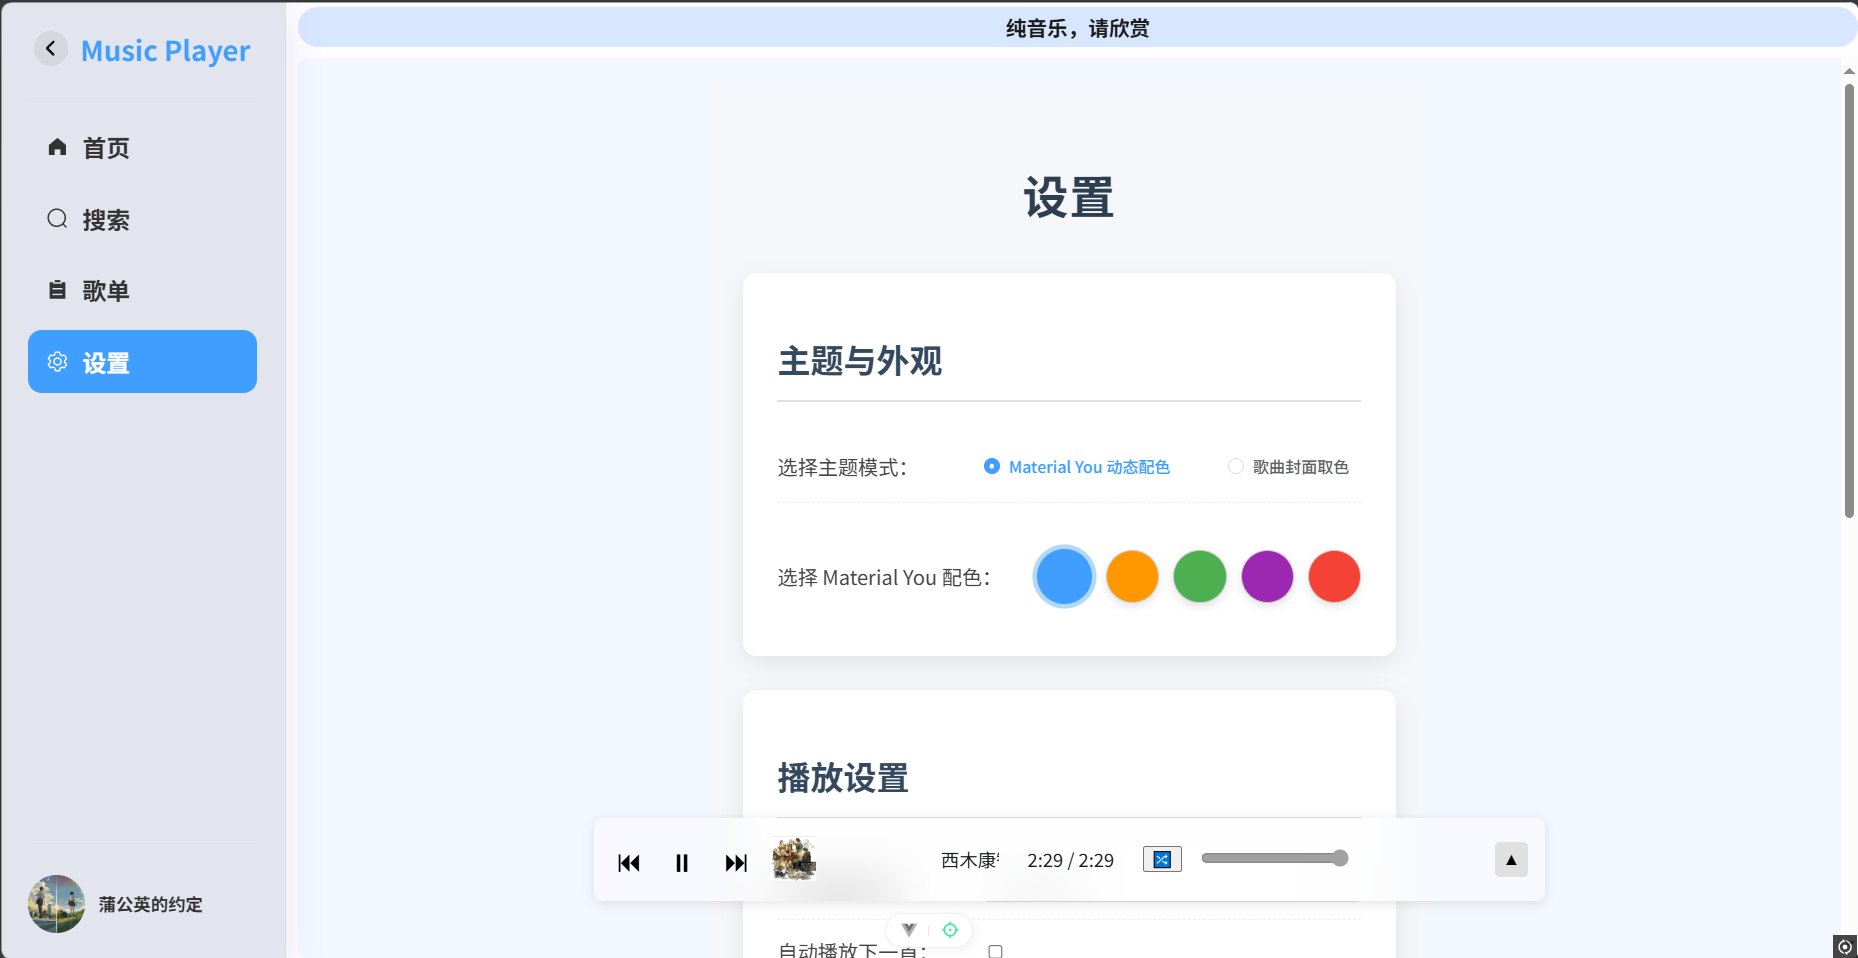 Music Player
首页
搜索
歌单
设置
蒲公英的约定
纯音乐，请欣赏
设置
主题与外观
选择主题模式：
Material You 动态配色
歌曲封面取色
选择 Material You 配色：
播放设置
西木康
2:29 / 2:29
自动播放下一首：